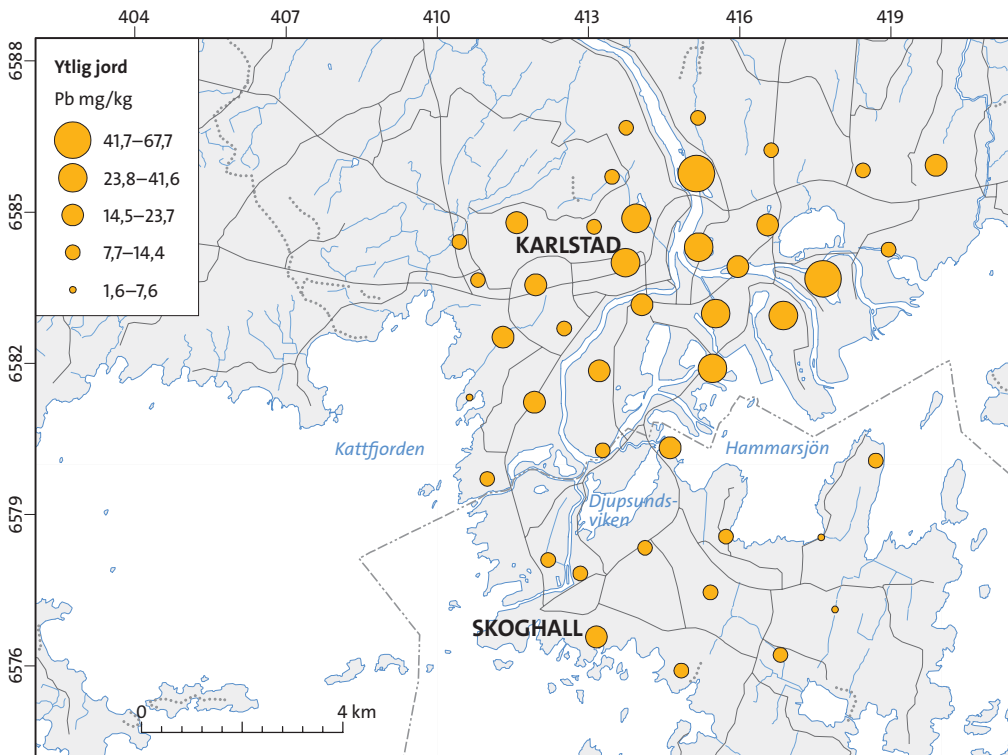 404 407 410 413 416 419
6588
6585
6582
6579
6576
Ytlig jord
Pb mg/kg
41,7–67,7
23,8–41,6
14,5–23,7
7,7–14,4
1,6–7,6
KARLSTAD
Kattfjorden
Hammarsjön
Djupsunds-
viken
SKOGHALL
0 4 km